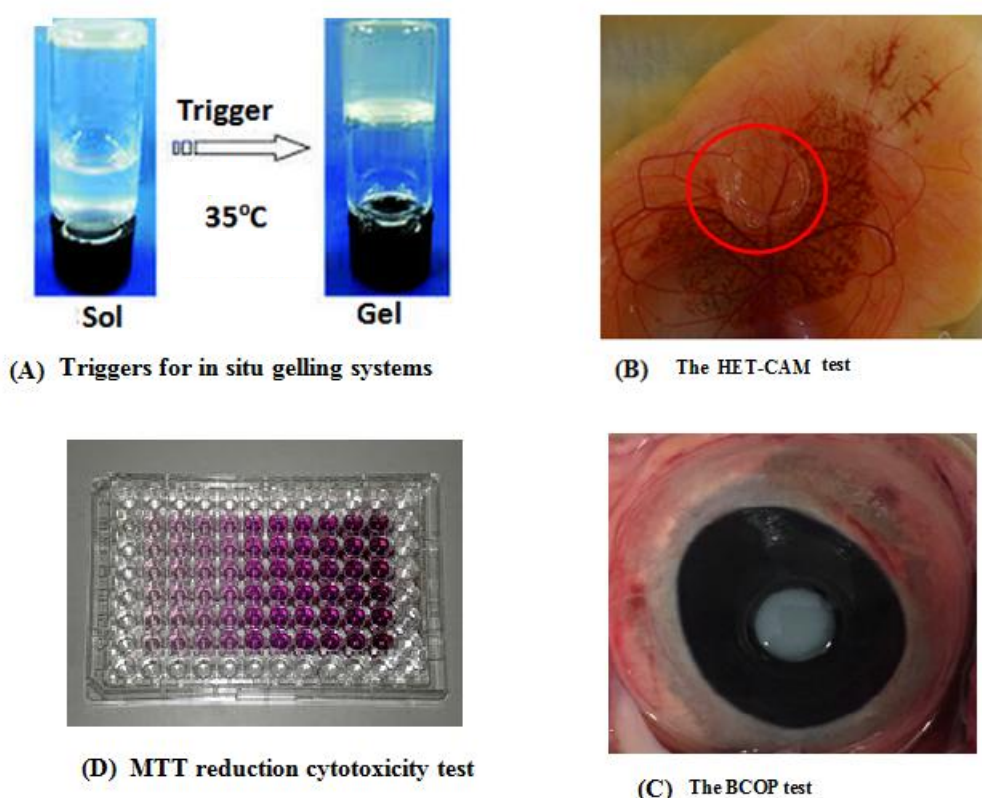 Trigger
35°C
Sol
Gel
(A) Triggers for in situ gelling systems
(B) The HET-CAM test
(D) MTT reduction cytotoxicity test
(C) The BCOP test